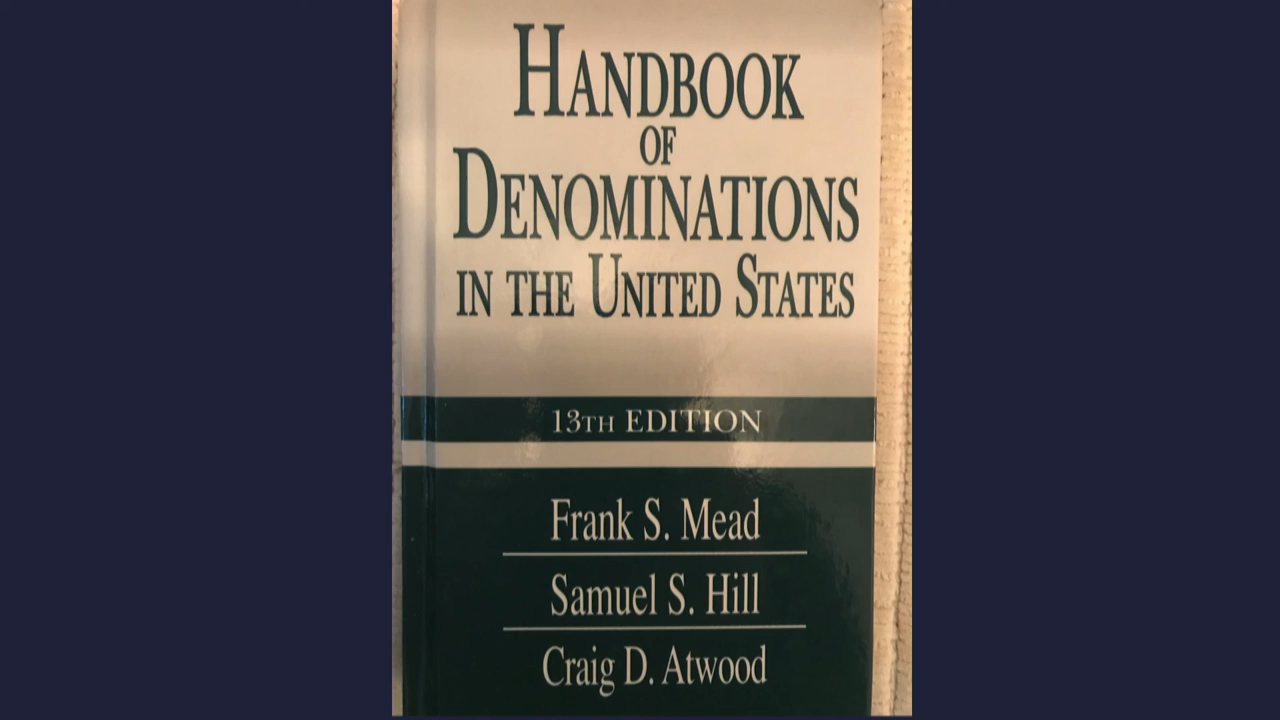 HANDBOOK
OF
DENOMINATIONS
IN THE UNITED STATES
13TH EDITION
Frank S. Mead
Samuel S. Hill
Craig D. Atwood